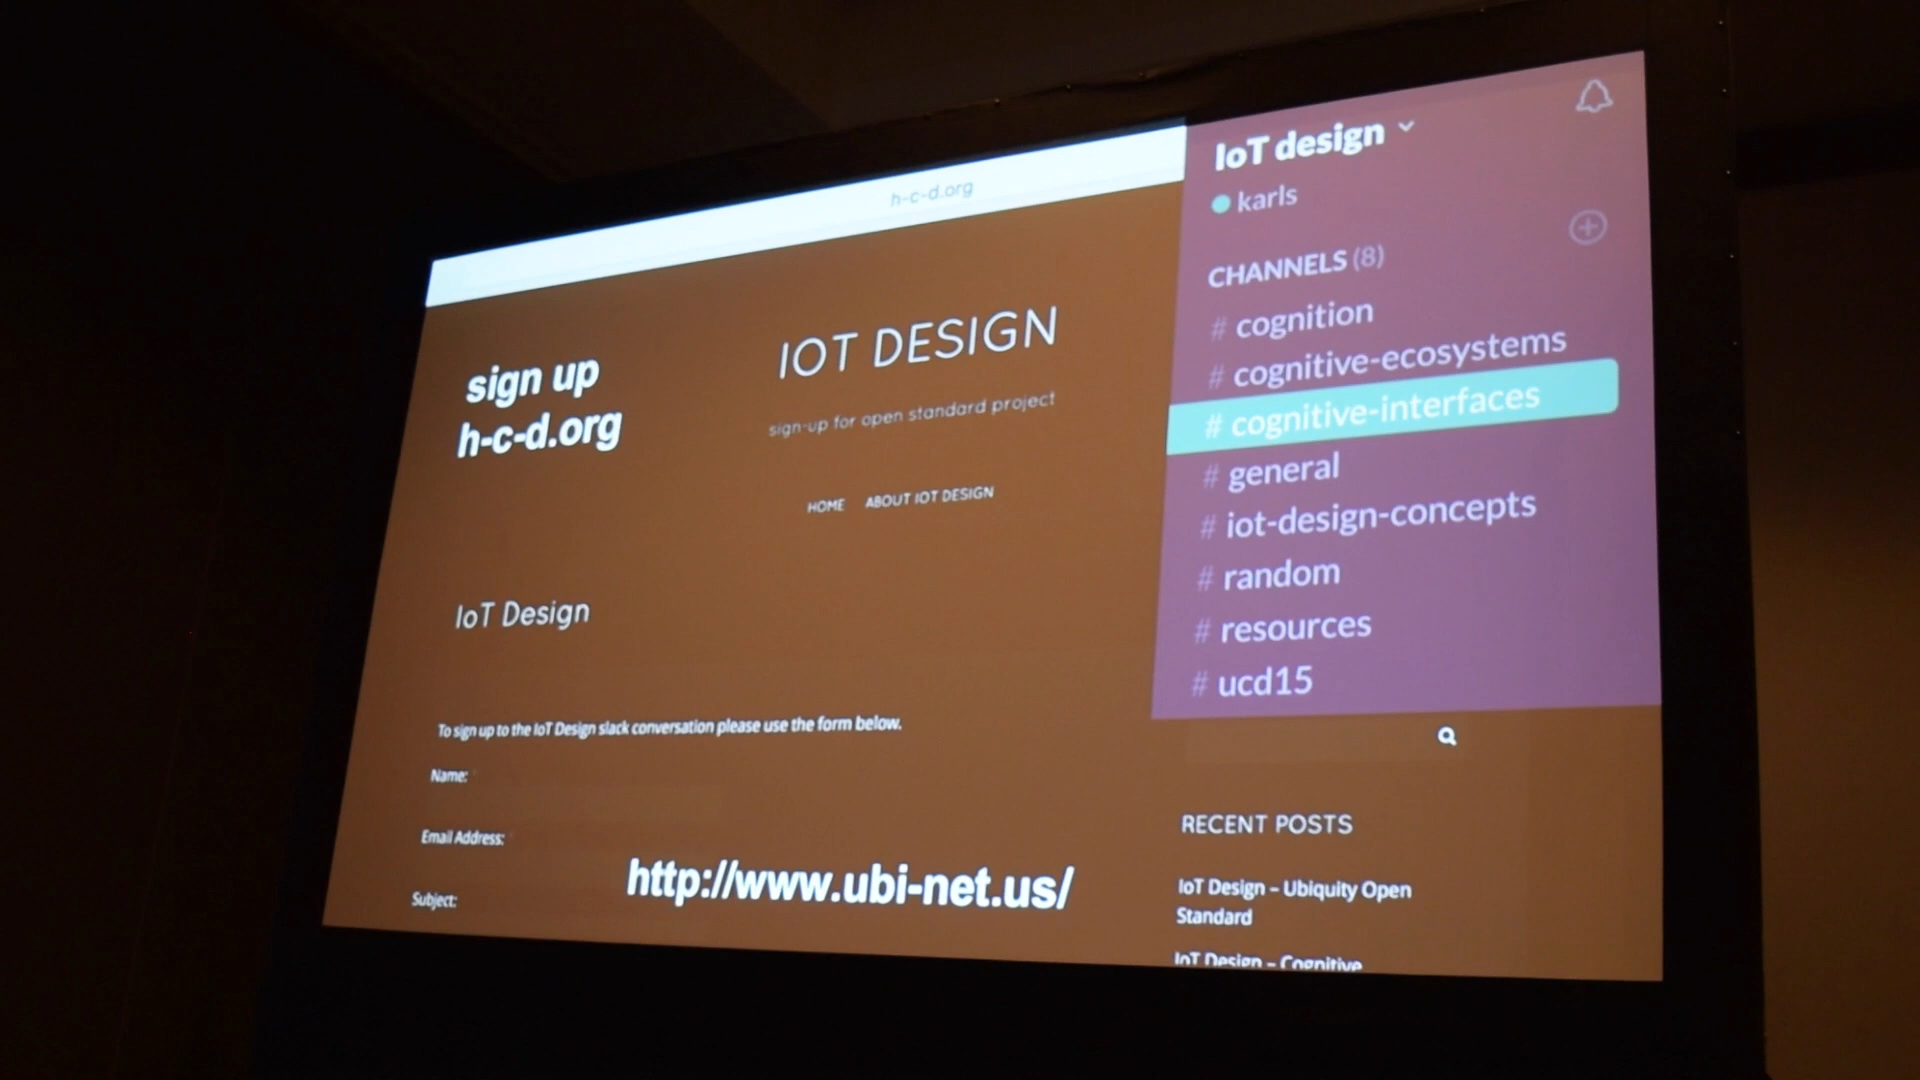 h-c-d.org
sign up
h-c-d.org
IOT DESIGN
sign-up for open standard project
HOME ABOUT IOT DESIGN
IoT Design
To sign up to the IoT Design slack conversation please use the form below.
Name:
Email Address:
Subject:
http://www.ubi-net.us/
IoT design
karls
CHANNELS (8)
# cognition
# cognitive-ecosystems
# cognitive-interfaces
# general
# iot-design-concepts
# random
# resources
# ucd15
RECENT POSTS
IoT Design – Ubiquity Open
Standard
IoT Design – Cognitive